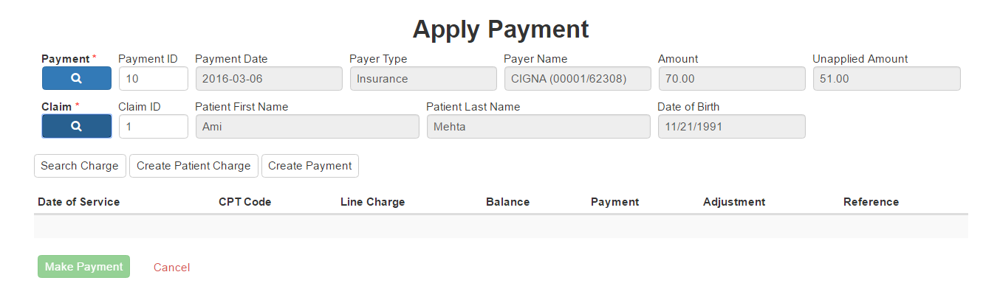 Apply Payment
Payment * Payment ID Payment Date Payer Type Payer Name Amount Unapplied Amount
10 2016-03-06 Insurance CIGNA (00001/62308) 70.00 51.00
Claim * Claim ID Patient First Name Patient Last Name Date of Birth
1 Ami Mehta 11/21/1991
Search Charge Create Patient Charge Create Payment
Date of Service CPT Code Line Charge Balance Payment Adjustment Reference
Make Payment Cancel